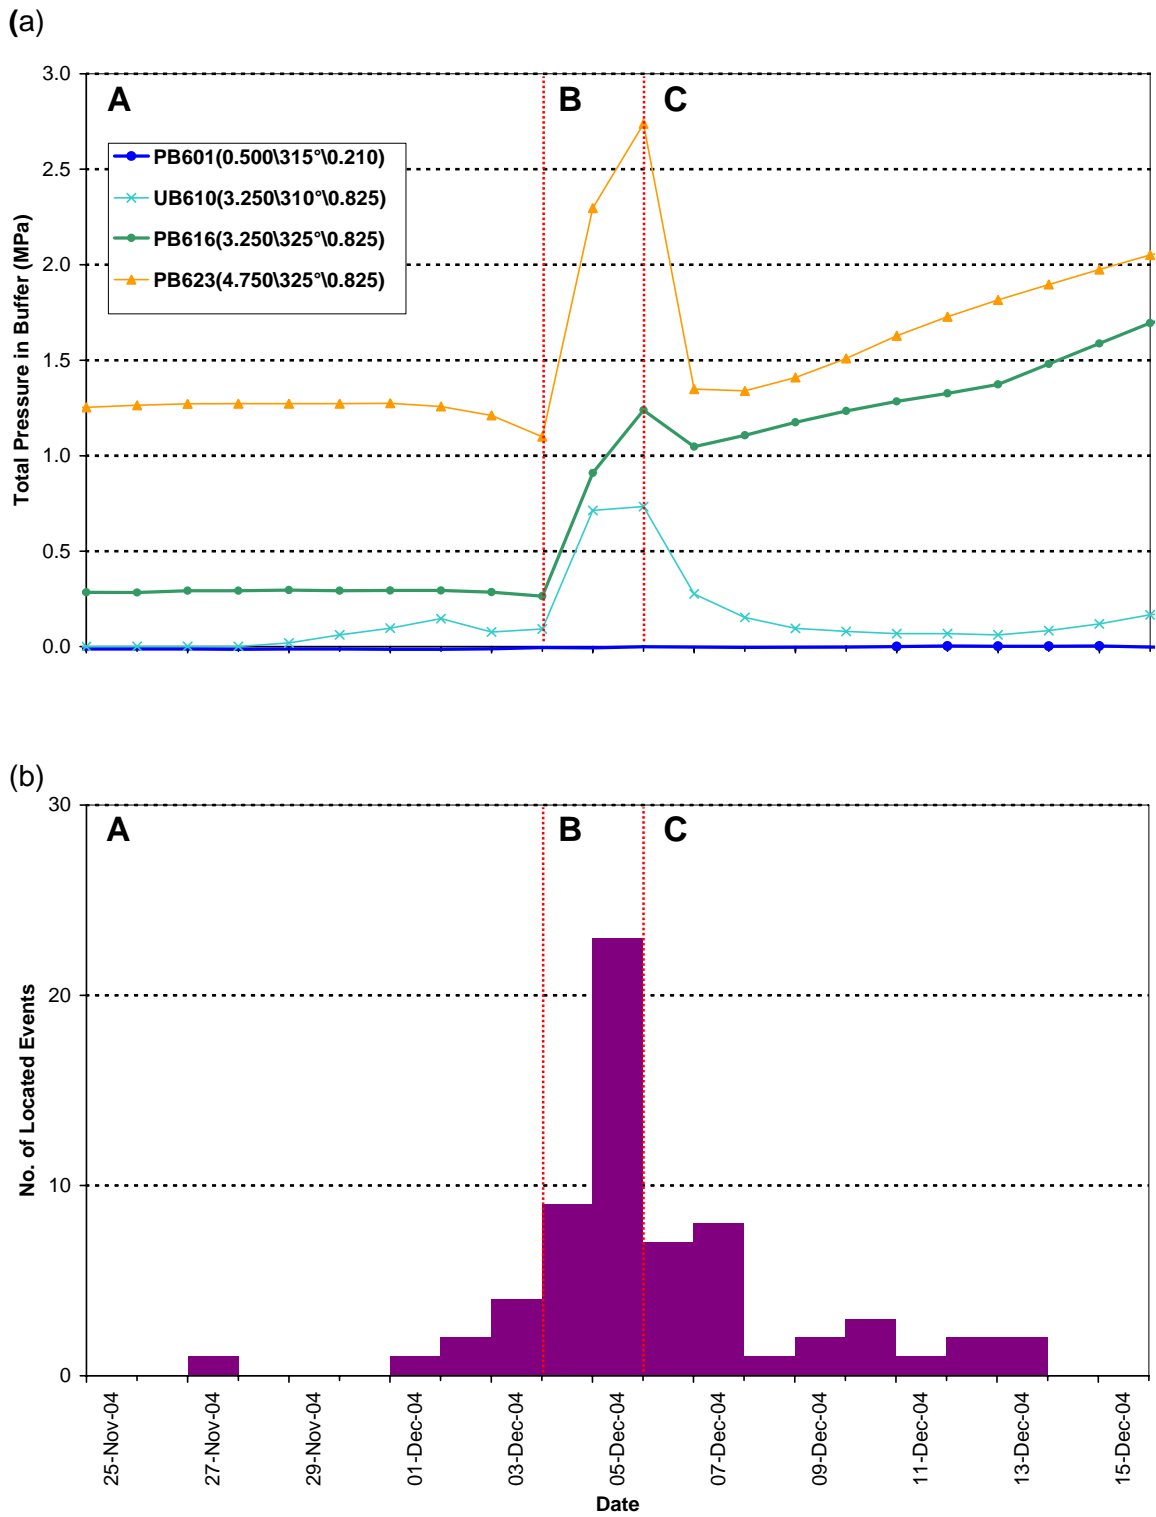 (a)
3.0
2.5
2.0
1.5
1.0
0.5
0.0
Total Pressure in Buffer (MPa)
A
B
C
PB601(0.500\315°\0.210)
UB610(3.250\310°\0.825)
PB616(3.250\325°\0.825)
PB623(4.750\325°\0.825)
(b)
30
20
10
0
No. of Located Events
A
B
C
25-Nov-04
27-Nov-04
29-Nov-04
01-Dec-04
03-Dec-04
05-Dec-04
07-Dec-04
09-Dec-04
11-Dec-04
13-Dec-04
15-Dec-04
Date